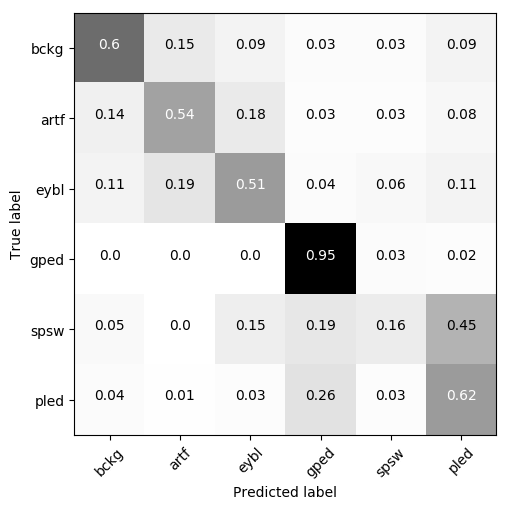 bckg 0.6 0.15 0.09 0.03 0.03 0.09
artf 0.14 0.54 0.18 0.03 0.03 0.08
eybl 0.11 0.19 0.51 0.04 0.06 0.11
gped 0.0 0.0 0.0 0.95 0.03 0.02
spsw 0.05 0.0 0.15 0.19 0.16 0.45
pled 0.04 0.01 0.03 0.26 0.03 0.62
True label
bckg artf eybl gped spsw pled
Predicted label